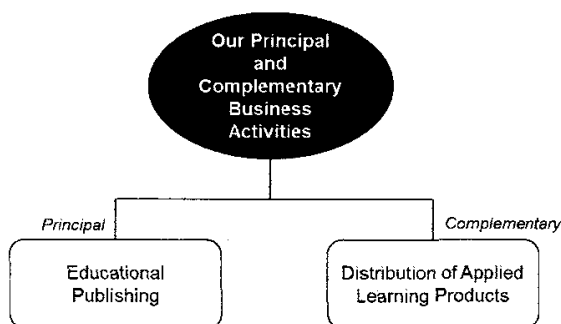 Our Principal
and
Complementary
Business
Activities
Principal
Complementary
Educational
Publishing
Distribution of Applied
Learning Products